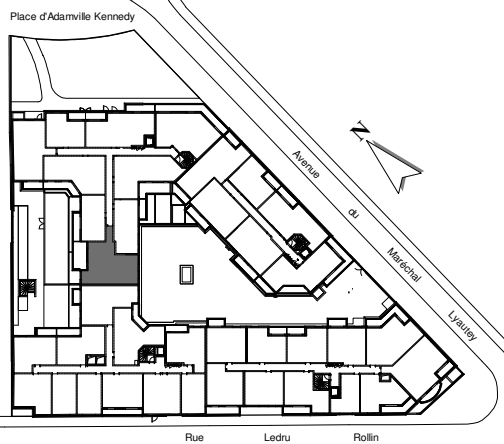 Place d'Adamville Kennedy
N
Avenue
du
Maréchal
Lyautey
Rue Ledru Rollin